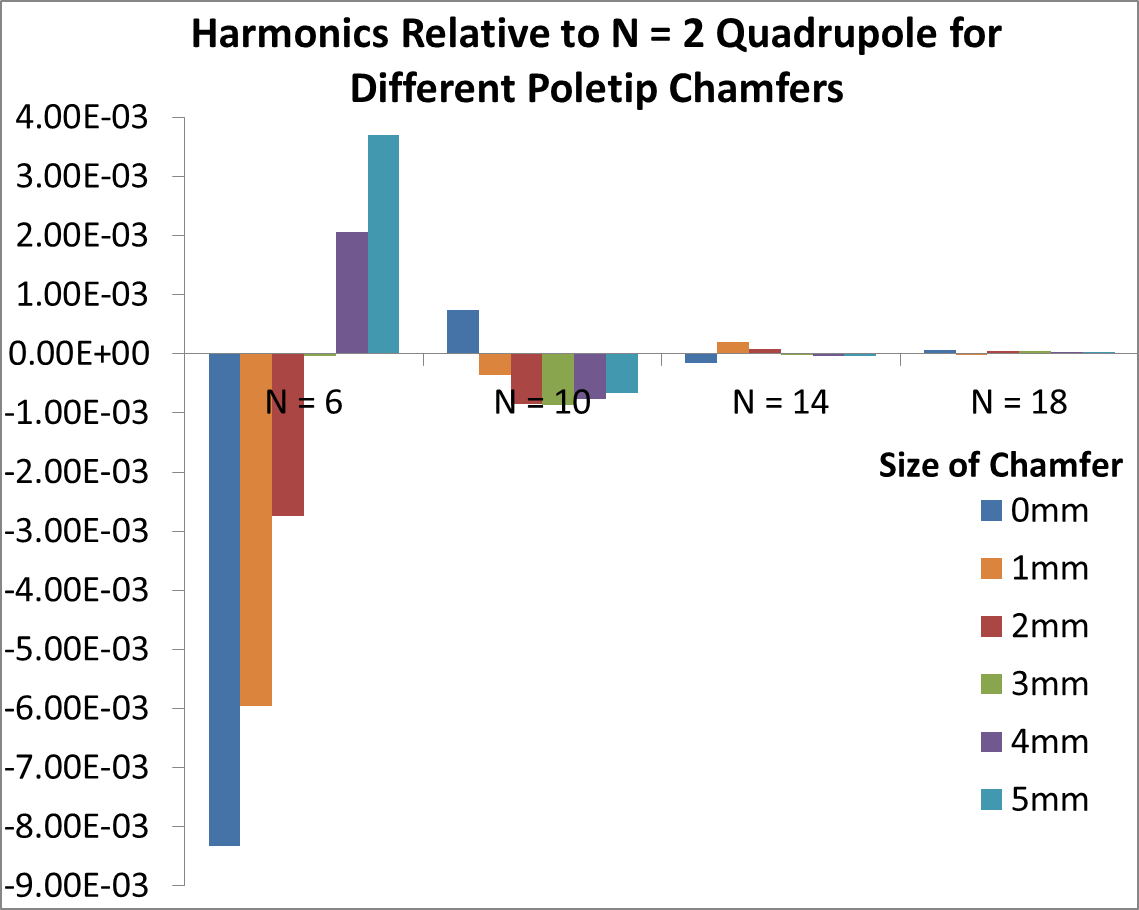 Harmonics Relative to N = 2 Quadrupole for
Different Poletip Chamfers
4.00E-03
3.00E-03
2.00E-03
1.00E-03
0.00E+00
-1.00E-03
-2.00E-03
-3.00E-03
-4.00E-03
-5.00E-03
-6.00E-03
-7.00E-03
-8.00E-03
-9.00E-03
N = 6
N = 10
N = 14
N = 18
Size of Chamfer
0mm
1mm
2mm
3mm
4mm
5mm